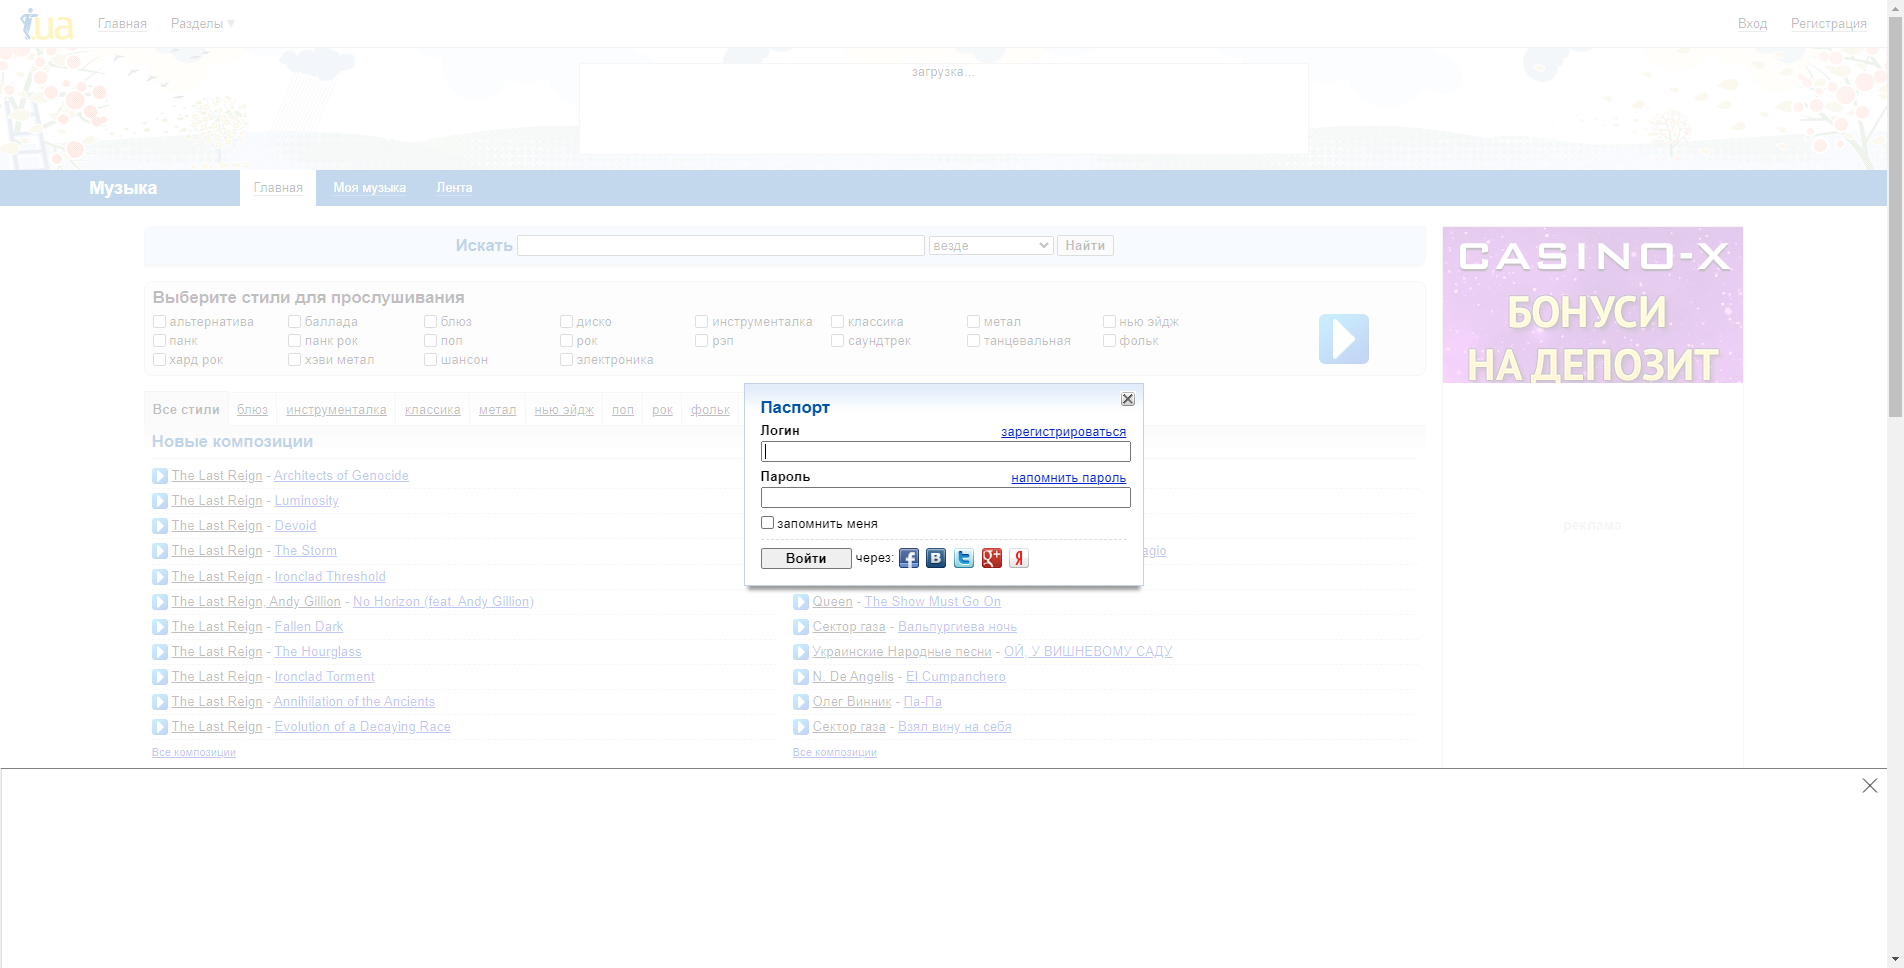 i.ua Главная Разделы ▼ Вход Регистрация
загрузка...
Музыка Главная Моя музыка Лента
Искать везде Найти
Выберите стили для прослушивания
альтернатива баллада блюз диско инструменталка классика метал нью эйдж
панк панк рок поп рок рэп саундтрек танцевальная фольк
хард рок хэви метал шансон электроника
CASINO-X
БОНУСИ
НА ДЕПОЗИТ
реклама
Все стили блюз инструменталка классика метал нью эйдж поп рок фольк
Паспорт
Логин зарегистрироваться
Пароль напомнить пароль
запомнить меня
Войти через:
Новые композиции
The Last Reign - Architects of Genocide
The Last Reign - Luminosity
The Last Reign - Devoid
The Last Reign - The Storm
The Last Reign - Ironclad Threshold
The Last Reign, Andy Gillion - No Horizon (feat. Andy Gillion)
The Last Reign - Fallen Dark
The Last Reign - The Hourglass
The Last Reign - Ironclad Torment
The Last Reign - Annihilation of the Ancients
The Last Reign - Evolution of a Decaying Race
Все композиции
agio
Queen - The Show Must Go On
Сектор газа - Вальпургиева ночь
Украинские Народные песни - ОЙ, У ВИШНЕВОМУ САДУ
N. De Angelis - El Cumpanchero
Олег Винник - Па-Па
Сектор газа - Взял вину на себя
Все композиции